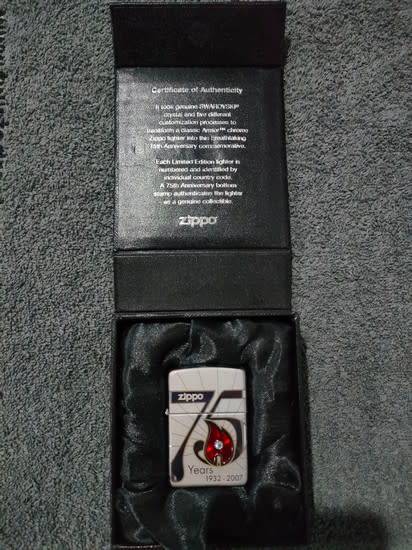 Certificate of Authenticity
It took genuine SWAROVSKI®
crystal and five different
customization processes to
transform a classic Armor™ chrome
Zippo lighter into this breathtaking
75th Anniversary commemorative.
Each Limited Edition lighter is
numbered and identified by
individual country code.
A 75th Anniversary bottom
stamp authenticates the lighter
as a genuine collectible.
zippo
zippo
75
Years
1932 - 2007